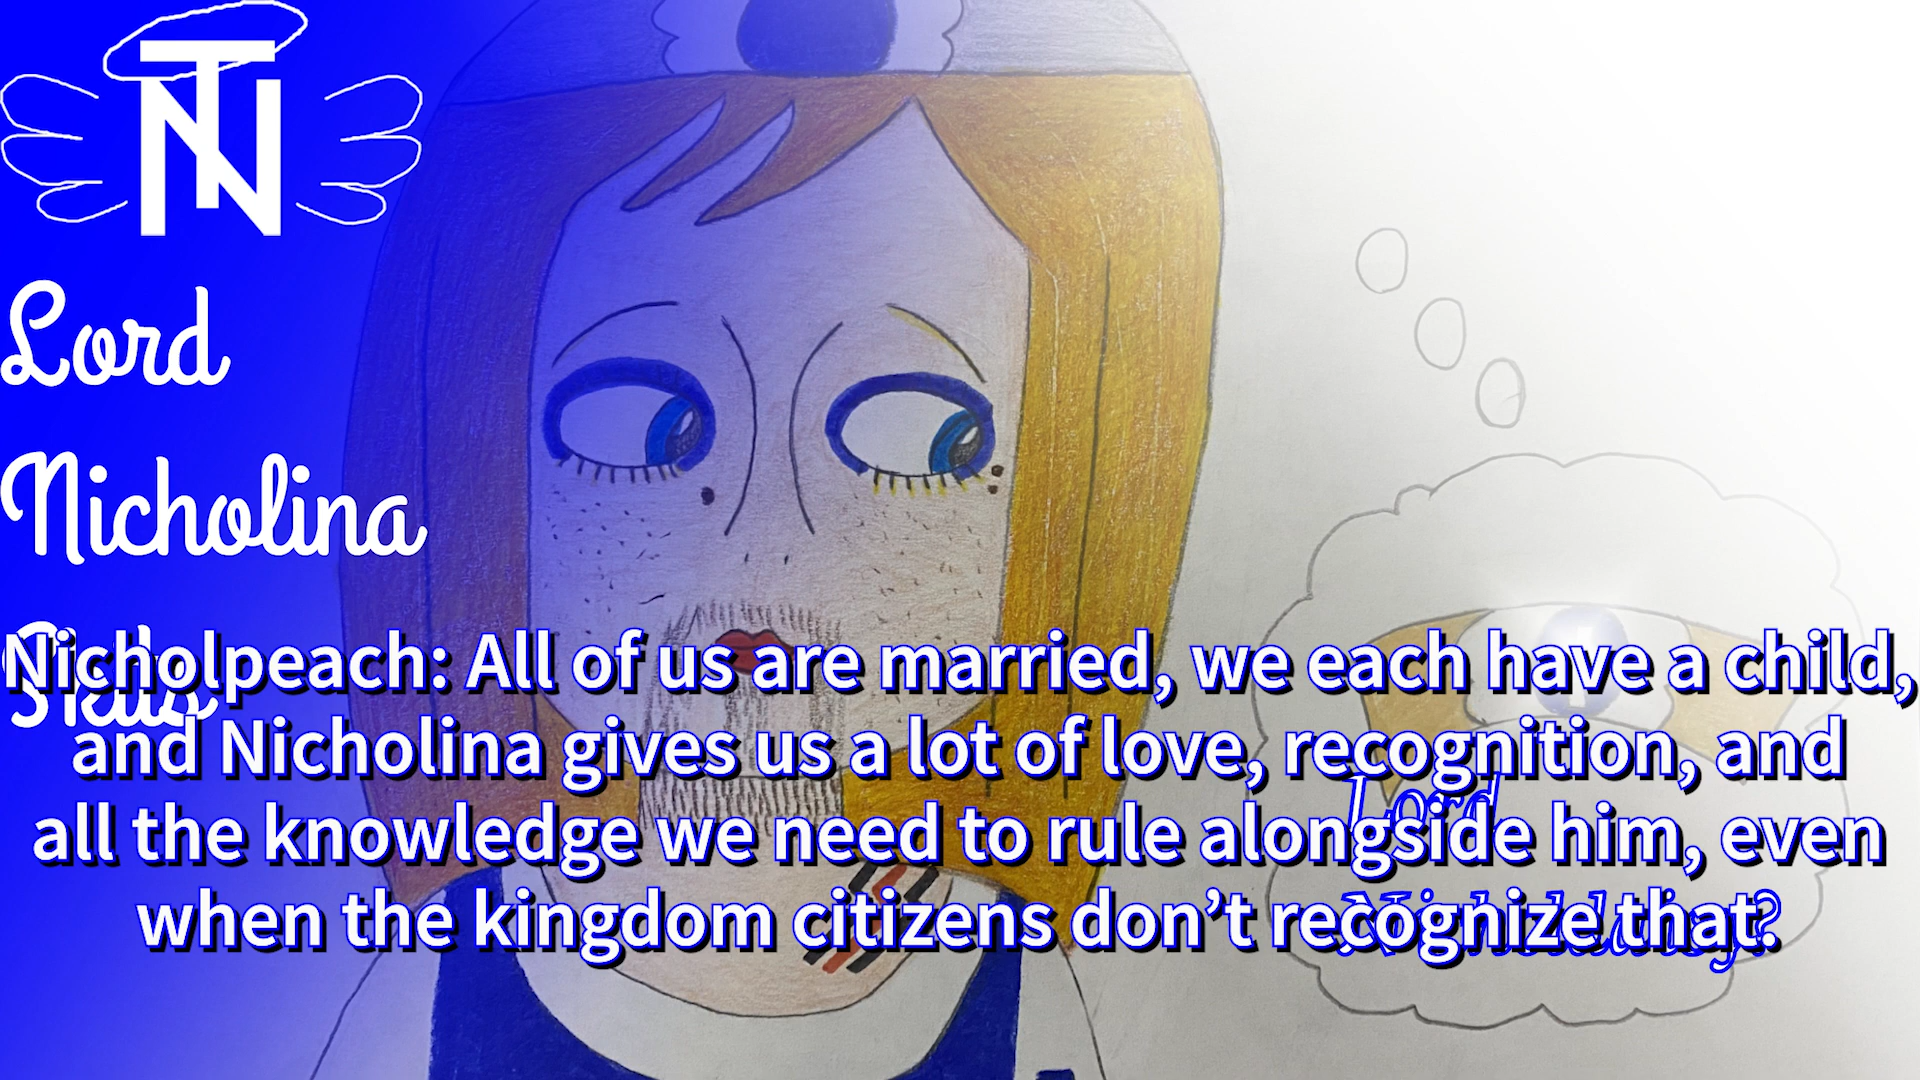 TN
Lord
Nicholina
Nicholpeach: All of us are married, we each have a child,
and Nicholina gives us a lot of love, recognition, and
all the knowledge we need to rule alongside him, even
when the kingdom citizens don’t recognize that.
Lord